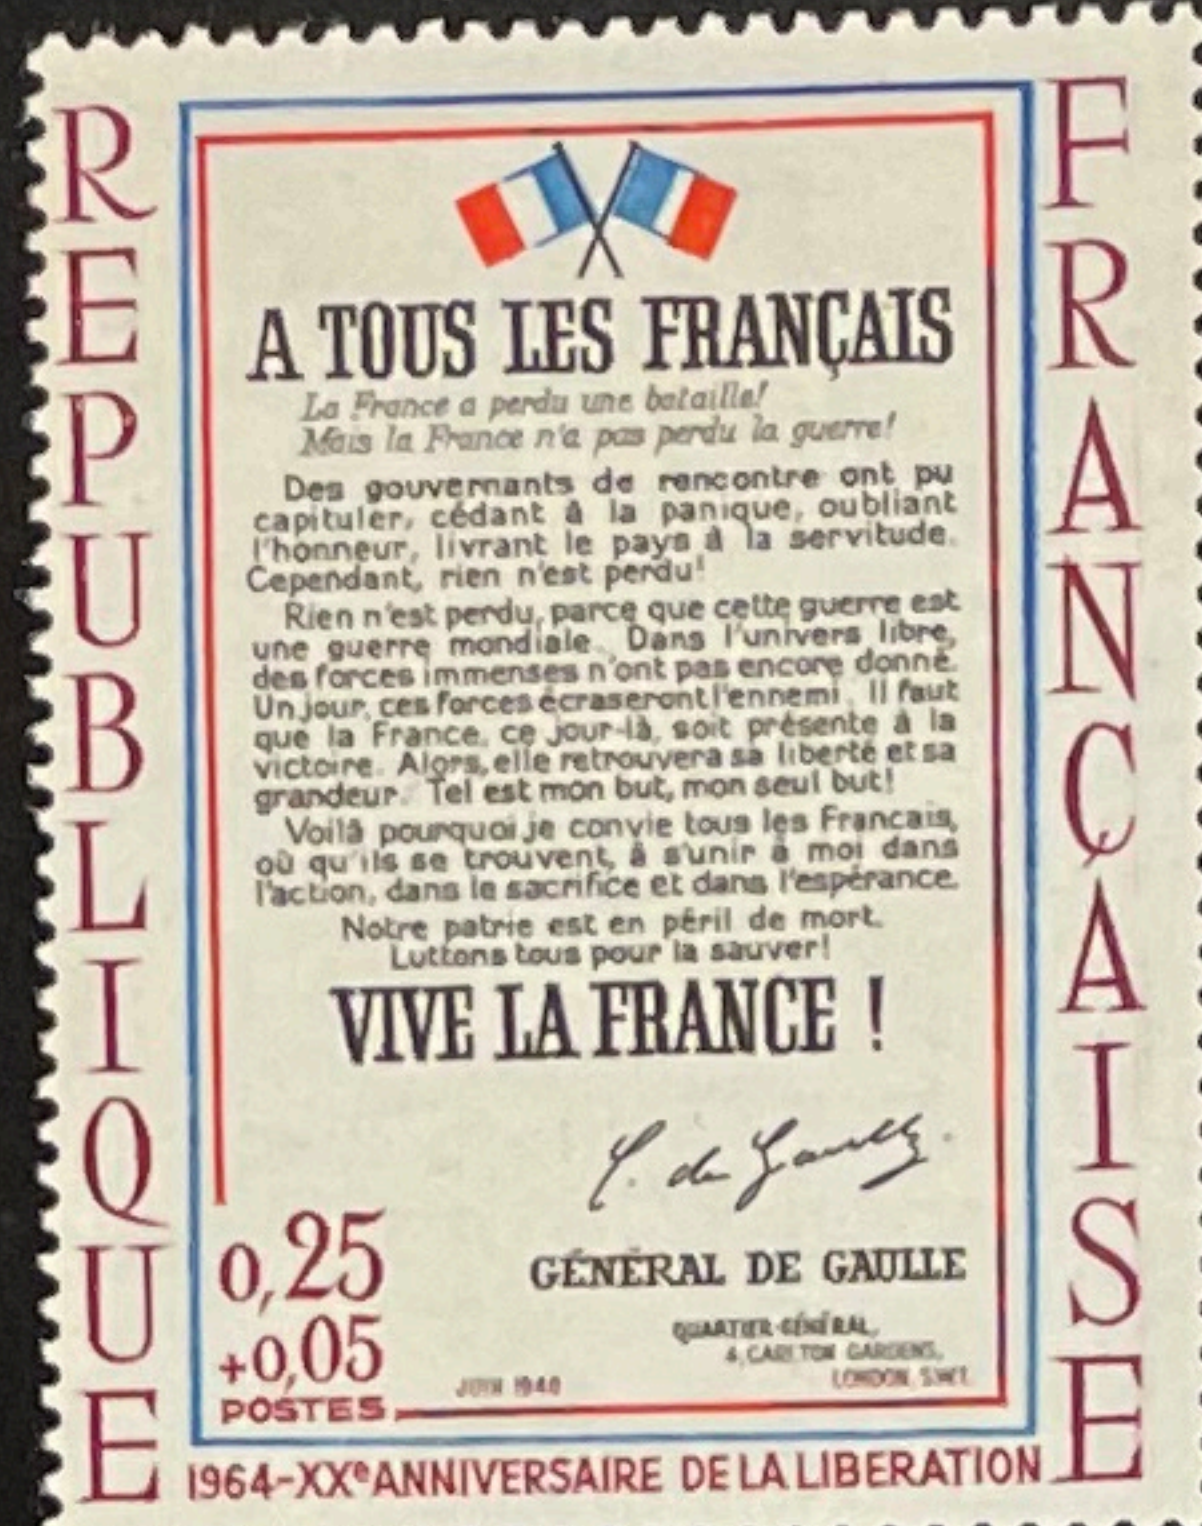 REPUBLIQUE
FRANÇAISE
A TOUS LES FRANÇAIS
La France a perdu une bataille!
Mais la France n'a pas perdu la guerre!
Des gouvernants de rencontre ont pu
capituler, cédant à la panique, oubliant
l'honneur, livrant le pays à la servitude.
Cependant, rien n'est perdu!
Rien n'est perdu, parce que cette guerre est
une guerre mondiale. Dans l'univers libre,
des forces immenses n'ont pas encore donné.
Un jour, ces forces écraseront l'ennemi. Il faut
que la France, ce jour-là, soit présente à la
victoire. Alors, elle retrouvera sa liberté et sa
grandeur. Tel est mon but, mon seul but!
Voilà pourquoi je convie tous les Francais,
où qu'ils se trouvent, à s'unir à moi dans
l'action, dans le sacrifice et dans l'espérance.
Notre patrie est en péril de mort.
Luttons tous pour la sauver!
VIVE LA FRANCE !
C. de Gaulle.
GÉNÉRAL DE GAULLE
QUARTIER-GÉNÉRAL,
4, CARLTON GARDENS,
LONDON, S.W.1.
JUIN 1940
0,25
+0,05
POSTES
1964-XXe ANNIVERSAIRE DE LA LIBERATION